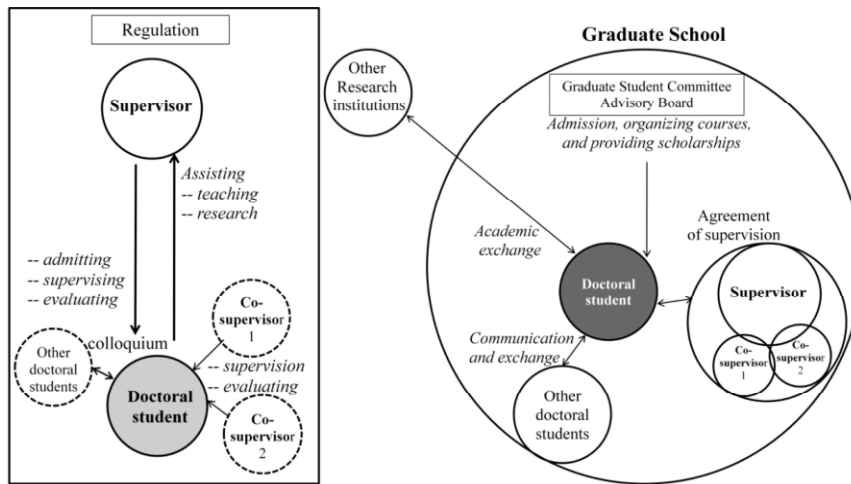 Regulation
Supervisor
Assisting
-- teaching
-- research
-- admitting
-- supervising
-- evaluating
colloquium
Other
doctoral
students
Doctoral
student
Co-
supervisor
1
-- supervision
-- evaluating
Co-
supervisor
2
Graduate School
Other
Research
institutions
Graduate Student Committee
Advisory Board
Admission, organizing courses,
and providing scholarships
Academic
exchange
Agreement
of supervision
Doctoral
student
Supervisor
Co-
supervisor
1
Co-
supervisor
2
Communication
and exchange
Other
doctoral
students